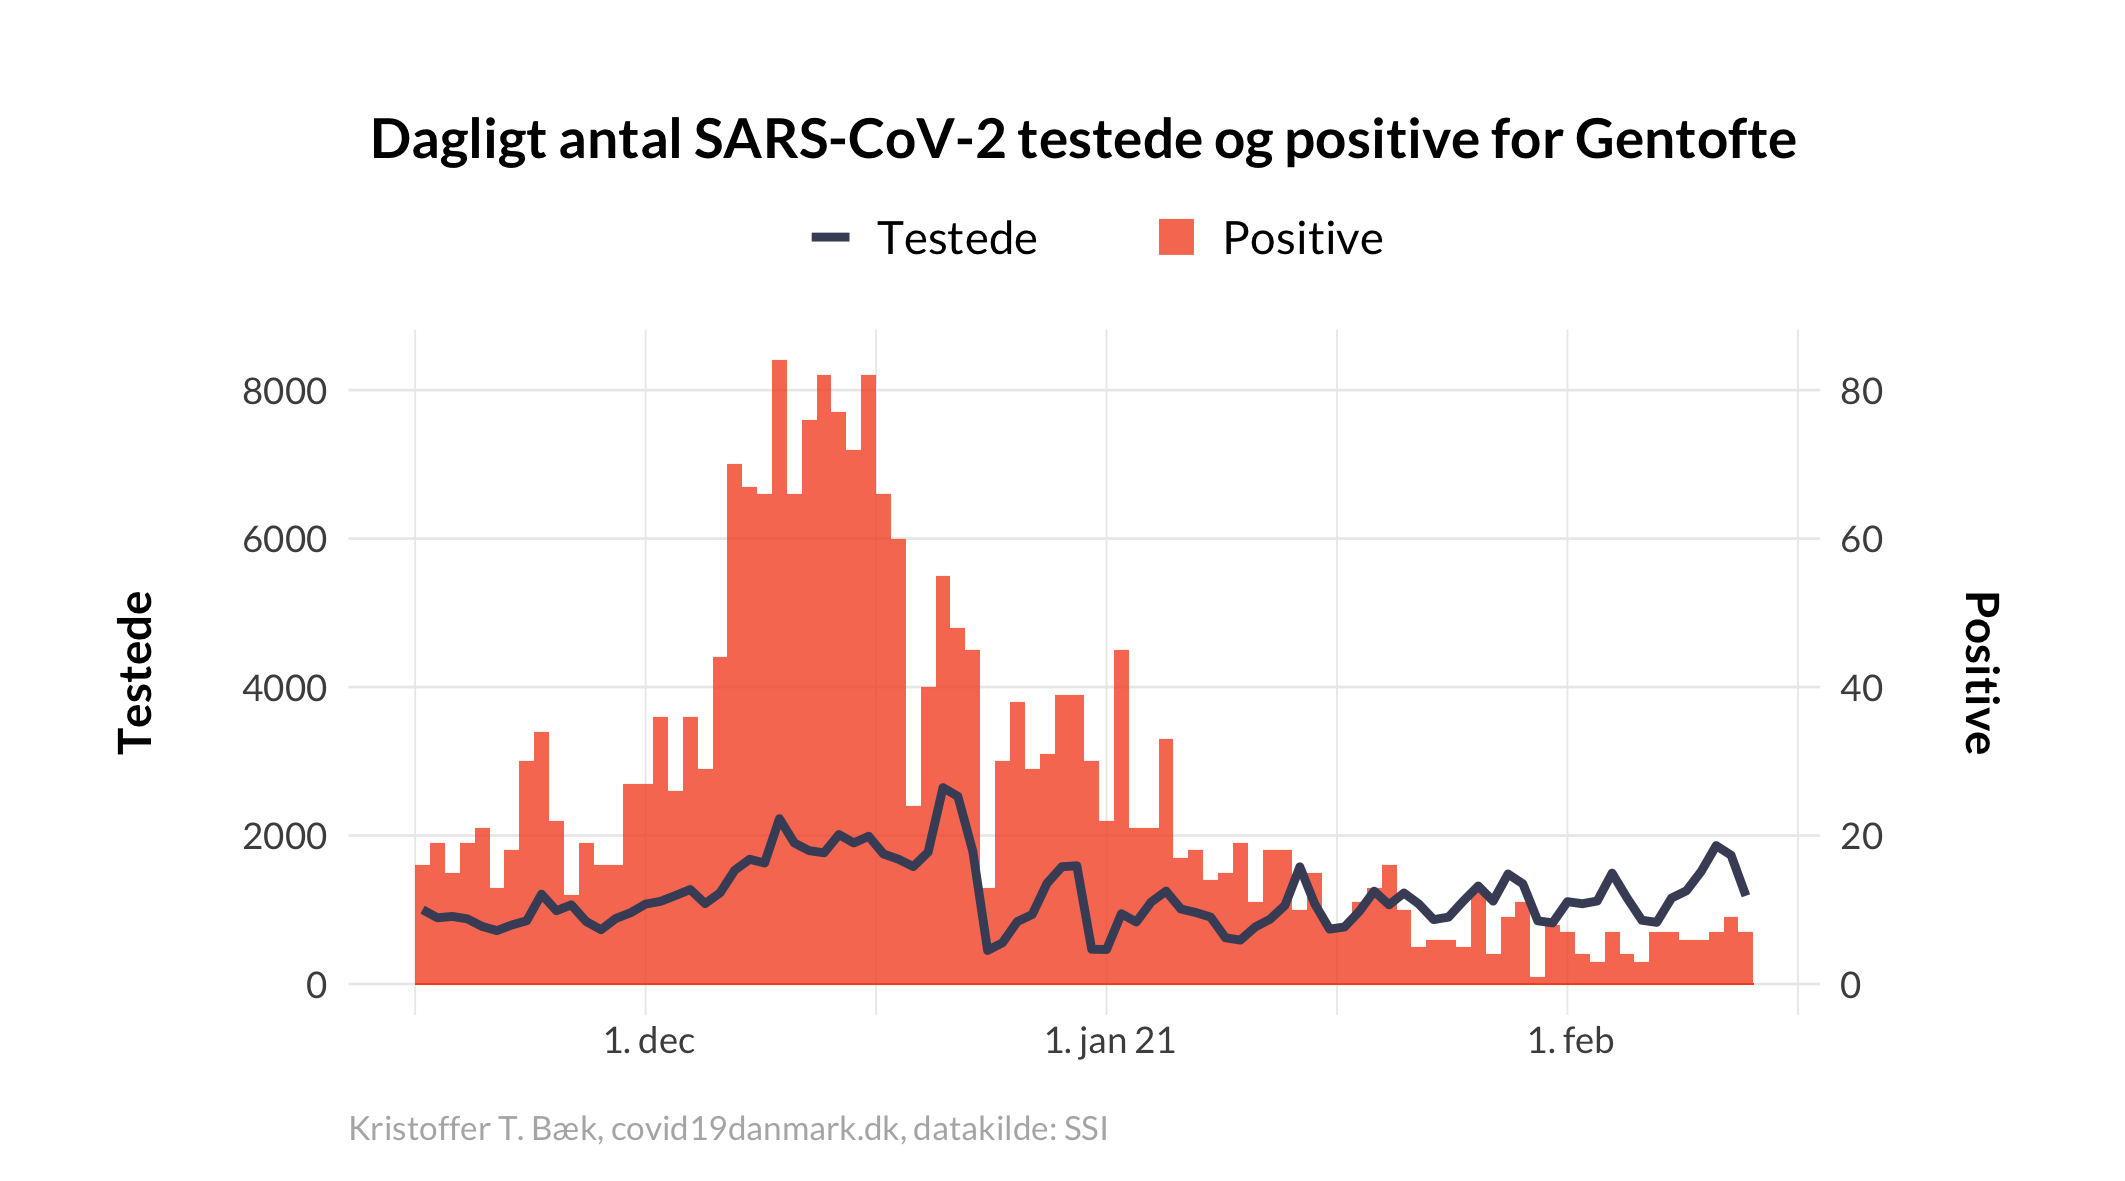 Dagligt antal SARS-CoV-2 testede og positive for Gentofte
Testede Positive
8000 80
6000 60
Testede Positive
4000 40
2000 20
0 0
1. dec 1. jan 21 1. feb
Kristoffer T. Bæk, covid19danmark.dk, datakilde: SSI